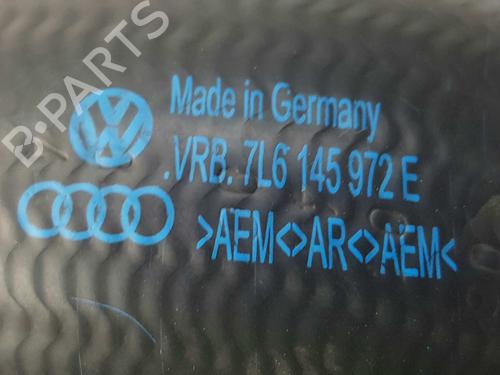 B-PARTS
Made in Germany
.VRB. 7L6 145 972 E
>AEM<>AR<>AEM<